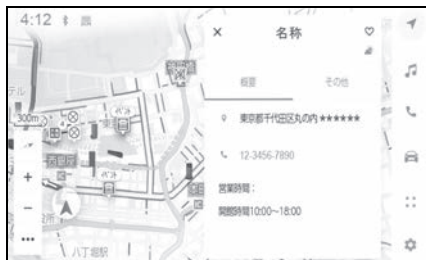 4:12
300m
八丁堀駅
名称
概要
その他
東京都千代田区丸の内 ******
12-3456-7890
営業時間：
開館時間10:00～18:00